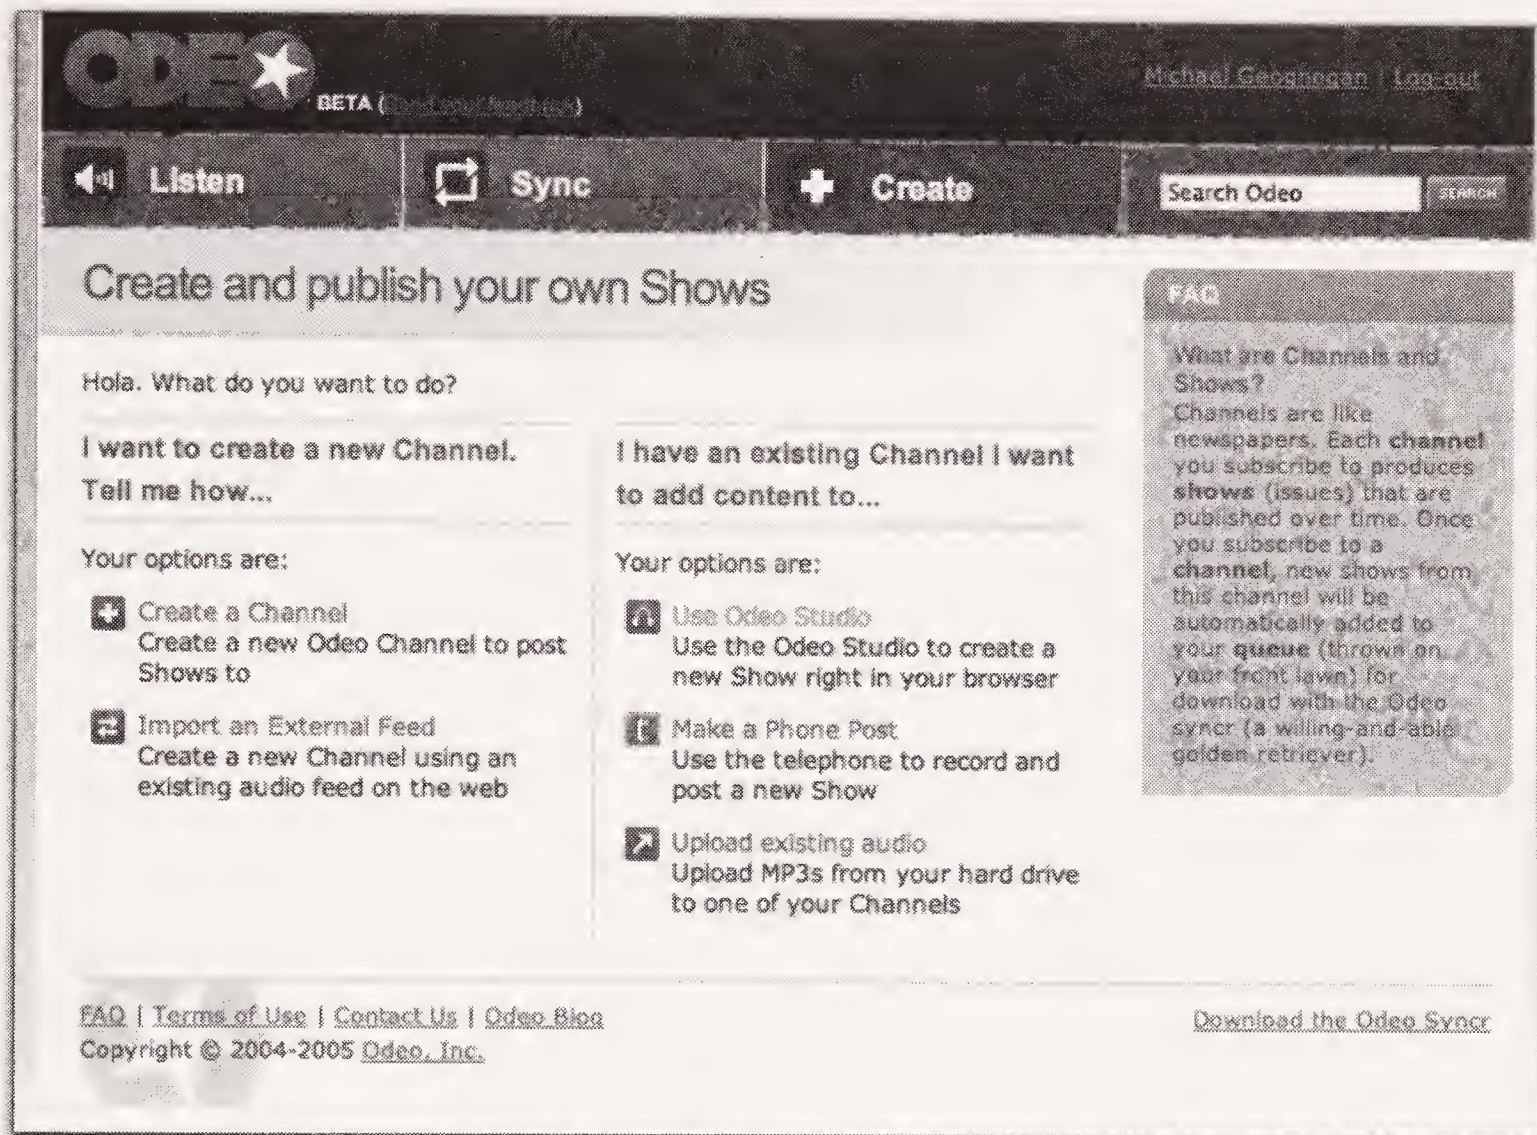 ODEO
BETA (Send your feedback)
Michael Geoghegan | Log-out
Listen
Sync
Create
Search Odeo
SEARCH
Create and publish your own Shows
Hola. What do you want to do?
I want to create a new Channel.
Tell me how...
Your options are:
Create a Channel
Create a new Odeo Channel to post
Shows to
Import an External Feed
Create a new Channel using an
existing audio feed on the web
I have an existing Channel I want
to add content to...
Your options are:
Use Odeo Studio
Use the Odeo Studio to create a
new Show right in your browser
Make a Phone Post
Use the telephone to record and
post a new Show
Upload existing audio
Upload MP3s from your hard drive
to one of your Channels
FAQ
What are Channels and
Shows?
Channels are like
newspapers. Each channel
you subscribe to produces
shows (issues) that are
published over time. Once
you subscribe to a
channel, new shows from
this channel will be
automatically added to
your queue (thrown on
your front lawn) for
download with the Odeo
syncr (a willing-and-able
golden retriever).
FAQ | Terms of Use | Contact Us | Odeo Blog
Download the Odeo Syncr
Copyright © 2004-2005 Odeo, Inc.